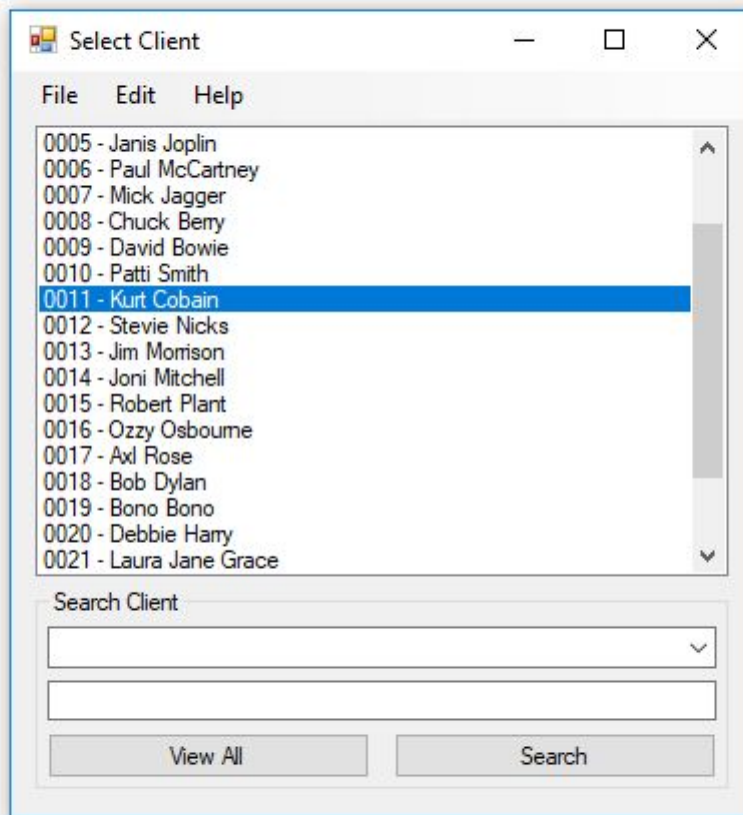 Select Client
File Edit Help
0005 - Janis Joplin
0006 - Paul McCartney
0007 - Mick Jagger
0008 - Chuck Berry
0009 - David Bowie
0010 - Patti Smith
0011 - Kurt Cobain
0012 - Stevie Nicks
0013 - Jim Morrison
0014 - Joni Mitchell
0015 - Robert Plant
0016 - Ozzy Osbourne
0017 - Axl Rose
0018 - Bob Dylan
0019 - Bono Bono
0020 - Debbie Harry
0021 - Laura Jane Grace
Search Client
View All Search